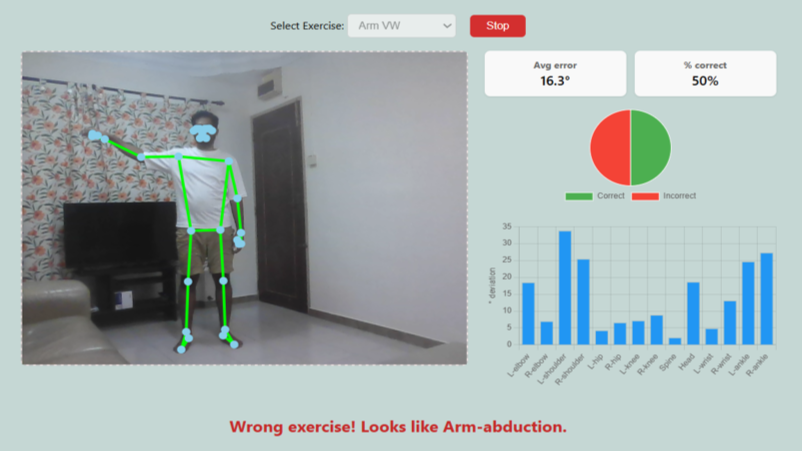 Select Exercise: Arm VW Stop
Avg error
16.3°
% correct
50%
Correct Incorrect
35
30
25
20
15
10
5
0
° deviation
L-elbow R-elbow L-shoulder R-shoulder L-hip R-hip L-knee R-knee Spine Head L-wrist R-wrist L-ankle R-ankle
Wrong exercise! Looks like Arm-abduction.